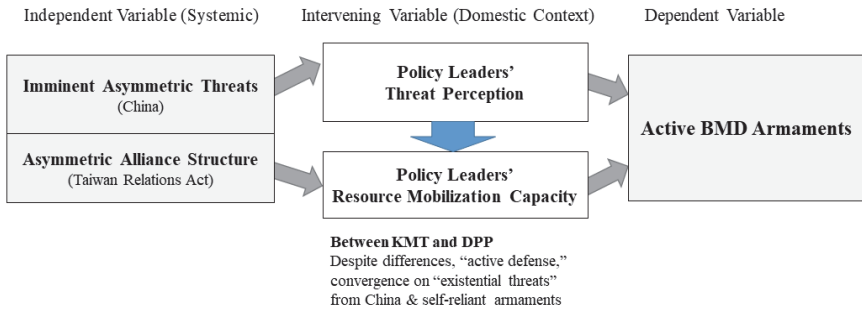 Independent Variable (Systemic)
Intervening Variable (Domestic Context)
Dependent Variable
Imminent Asymmetric Threats
(China)
Asymmetric Alliance Structure
(Taiwan Relations Act)
Policy Leaders’
Threat Perception
Policy Leaders’
Resource Mobilization Capacity
Between KMT and DPP
Despite differences, “active defense,”
convergence on “existential threats”
from China & self-reliant armaments
Active BMD Armaments